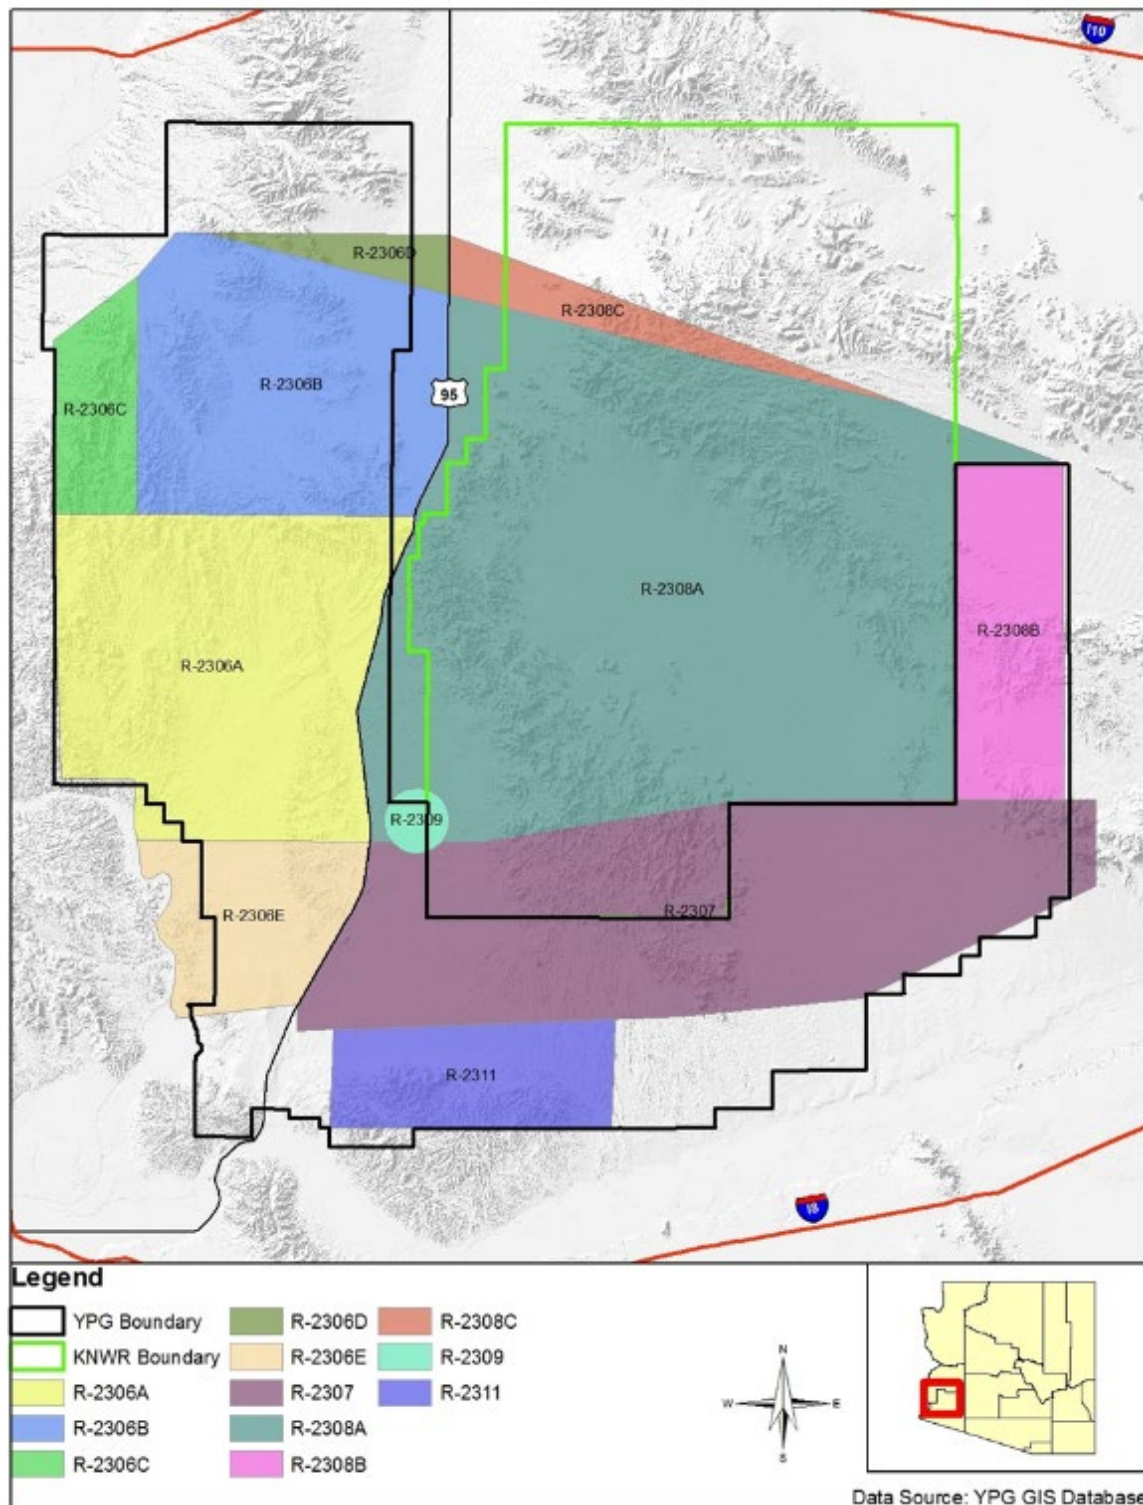 110
R-2306D
R-2308C
R-2306B
95
R-2306C
R-2308A
R-2308B
R-2306A
R-2309
R-2307
R-2306E
R-2311
Legend
YPG Boundary
KNWR Boundary
R-2306A
R-2306B
R-2306C
R-2306D
R-2306E
R-2307
R-2308A
R-2308B
R-2308C
R-2309
R-2311
N
W
E
S
Data Source: YPG GIS Database